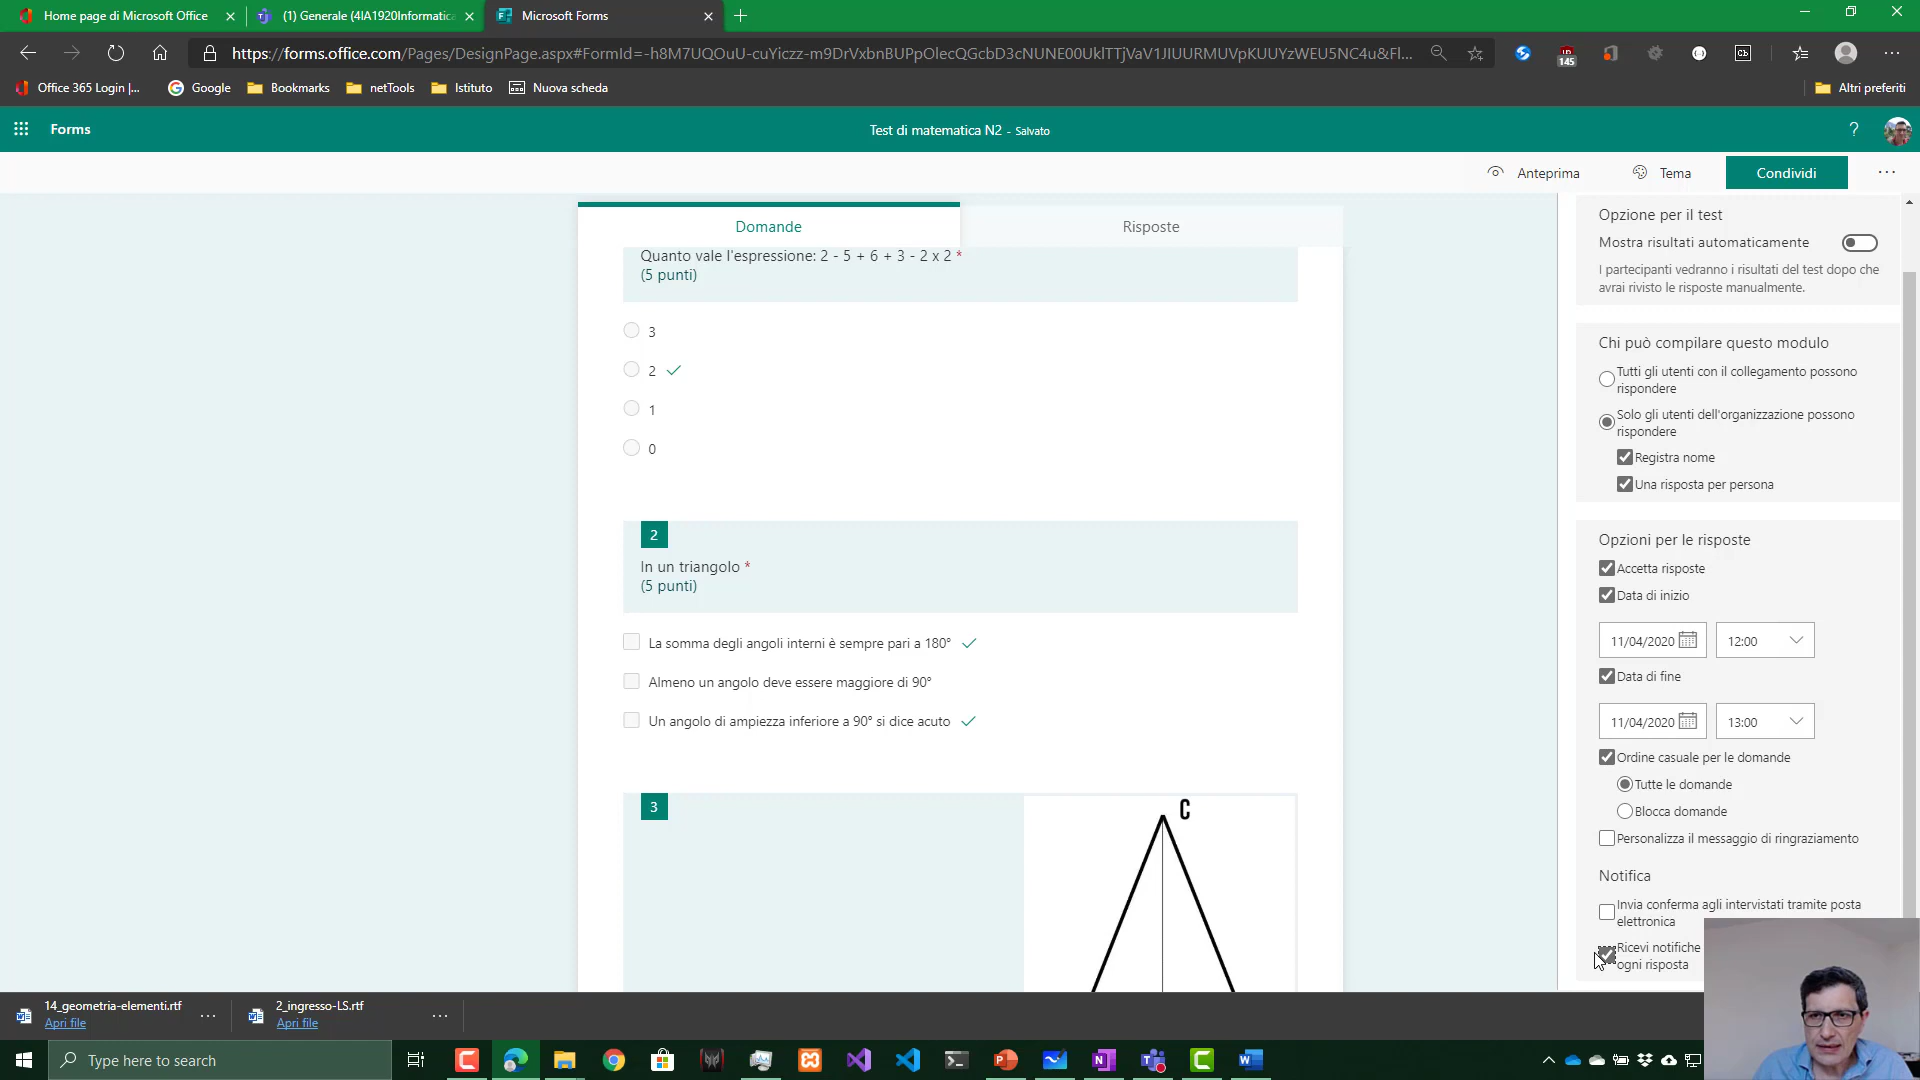 Home page di Microsoft Office
(1) Generale (4IA1920Informatica
Microsoft Forms
https://forms.office.com/Pages/DesignPage.aspx#FormId=-h8M7UQOuU-cuYiczz-m9DrVxbnBUPpOlecQGcbD3cNUNE00UklTTjVaV1JIUURMUVpKUUYzWEU5NC4u&Fl...
145
Office 365 Login |...
Google
Bookmarks
netTools
Istituto
Nuova scheda
Altri preferiti
Forms
Test di matematica N2 - Salvato
?
Anteprima
Tema
Condividi
Domande
Risposte
Quanto vale l'espressione: 2 - 5 + 6 + 3 - 2 x 2 *
(5 punti)
3
2
1
0
2
In un triangolo *
(5 punti)
La somma degli angoli interni è sempre pari a 180°
Almeno un angolo deve essere maggiore di 90°
Un angolo di ampiezza inferiore a 90° si dice acuto
3
C
Opzione per il test
Mostra risultati automaticamente
I partecipanti vedranno i risultati del test dopo che
avrai rivisto le risposte manualmente.
Chi può compilare questo modulo
Tutti gli utenti con il collegamento possono
rispondere
Solo gli utenti dell'organizzazione possono
rispondere
Registra nome
Una risposta per persona
Opzioni per le risposte
Accetta risposte
Data di inizio
11/04/2020
12:00
Data di fine
11/04/2020
13:00
Ordine casuale per le domande
Tutte le domande
Blocca domande
Personalizza il messaggio di ringraziamento
Notifica
Invia conferma agli intervistati tramite posta
elettronica
Ricevi notifiche
ogni risposta
14_geometria-elementi.rtf
Apri file
2_ingresso-LS.rtf
Apri file
Type here to search